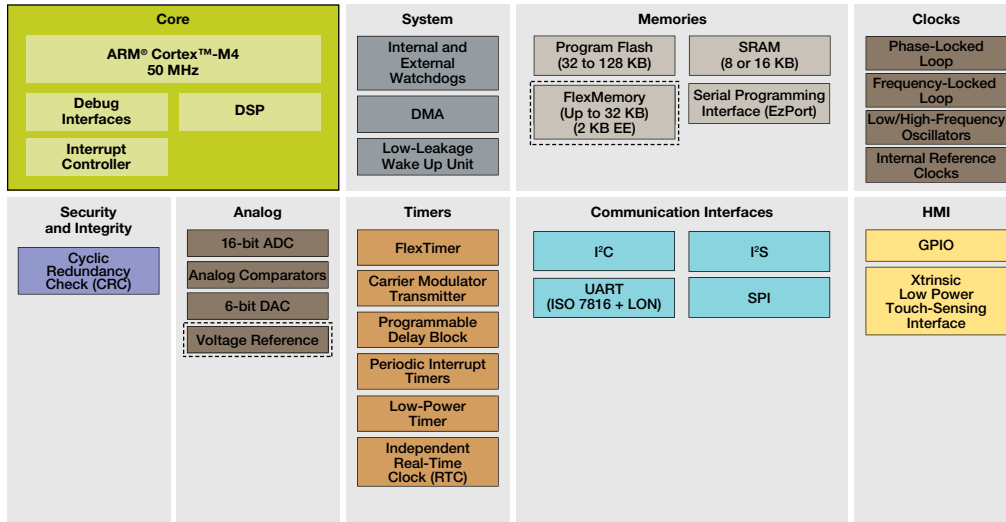 Core
ARM® Cortex™-M4
50 MHz
Debug
Interfaces
DSP
Interrupt
Controller
System
Internal and
External
Watchdogs
DMA
Low-Leakage
Wake Up Unit
Memories
Program Flash
(32 to 128 KB)
SRAM
(8 or 16 KB)
FlexMemory
(Up to 32 KB)
(2 KB EE)
Serial Programming
Interface (EzPort)
Clocks
Phase-Locked
Loop
Frequency-Locked
Loop
Low/High-Frequency
Oscillators
Internal Reference
Clocks
Security
and Integrity
Cyclic
Redundancy
Check (CRC)
Analog
16-bit ADC
Analog Comparators
6-bit DAC
Voltage Reference
Timers
FlexTimer
Carrier Modulator
Transmitter
Programmable
Delay Block
Periodic Interrupt
Timers
Low-Power
Timer
Independent
Real-Time
Clock (RTC)
Communication Interfaces
I²C
I²S
UART
(ISO 7816 + LON)
SPI
HMI
GPIO
Xtrinsic
Low Power
Touch-Sensing
Interface